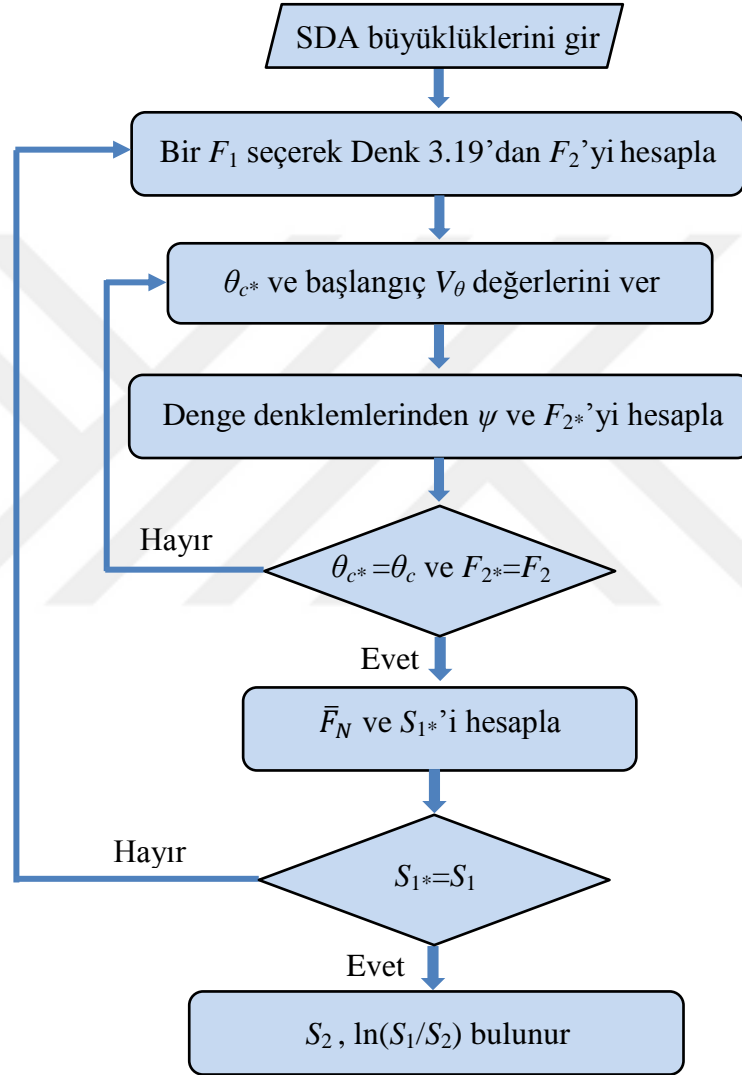 SDA büyüklüklerini gir
Bir F₁ seçerek Denk 3.19’dan F₂’yi hesapla
θc* ve başlangıç Vθ değerlerini ver
Denge denklemlerinden ψ ve F₂*’yi hesapla
Hayır
θc* =θc ve F₂*=F₂
Evet
F̄N ve S₁*’i hesapla
Hayır
S₁*=S₁
Evet
S₂ , ln(S₁/S₂) bulunur